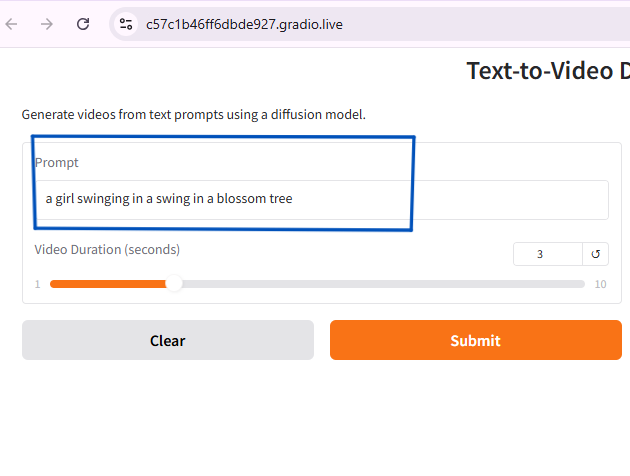 c57c1b46ff6dbde927.gradio.live
Text-to-Video D
Generate videos from text prompts using a diffusion model.
Prompt
a girl swinging in a swing in a blossom tree
Video Duration (seconds)
3
1
10
Clear
Submit